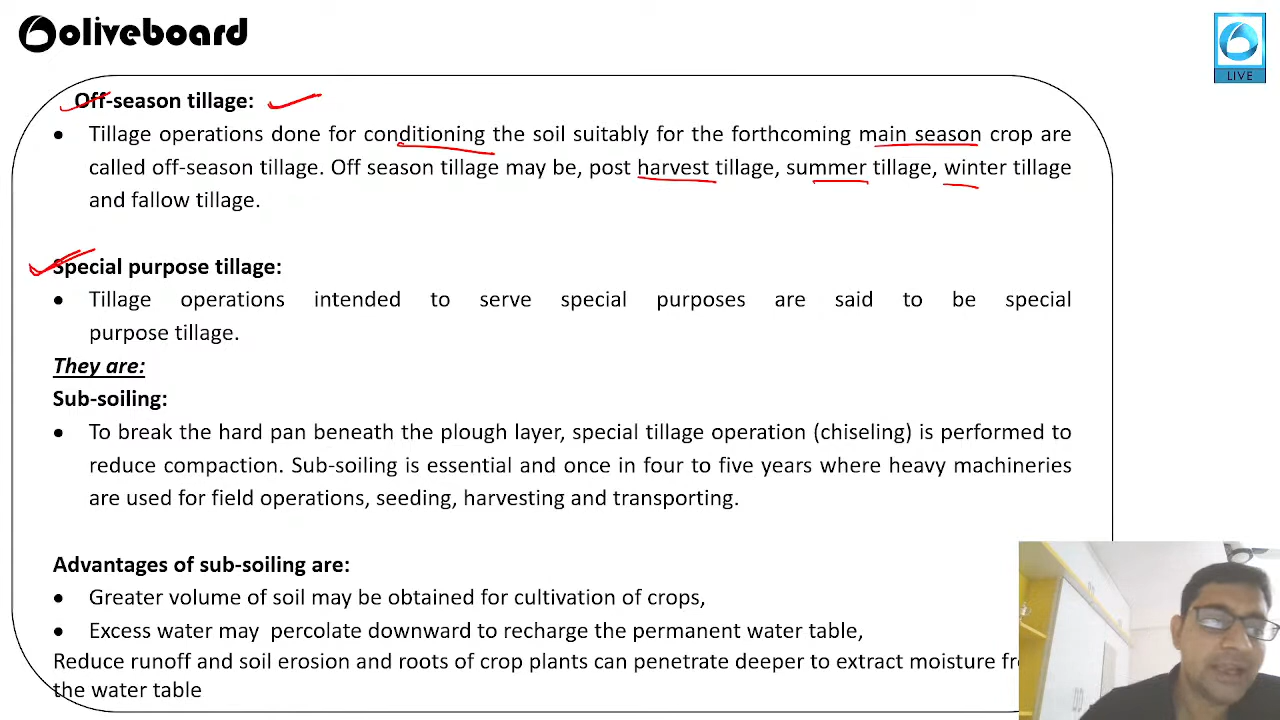 oliveboard
LIVE
Off-season tillage:
• Tillage operations done for conditioning the soil suitably for the forthcoming main season crop are
called off-season tillage. Off season tillage may be, post harvest tillage, summer tillage, winter tillage
and fallow tillage.
Special purpose tillage:
• Tillage operations intended to serve special purposes are said to be special
purpose tillage.
They are:
Sub-soiling:
• To break the hard pan beneath the plough layer, special tillage operation (chiseling) is performed to
reduce compaction. Sub-soiling is essential and once in four to five years where heavy machineries
are used for field operations, seeding, harvesting and transporting.
Advantages of sub-soiling are:
• Greater volume of soil may be obtained for cultivation of crops,
• Excess water may percolate downward to recharge the permanent water table,
Reduce runoff and soil erosion and roots of crop plants can penetrate deeper to extract moisture
the water table